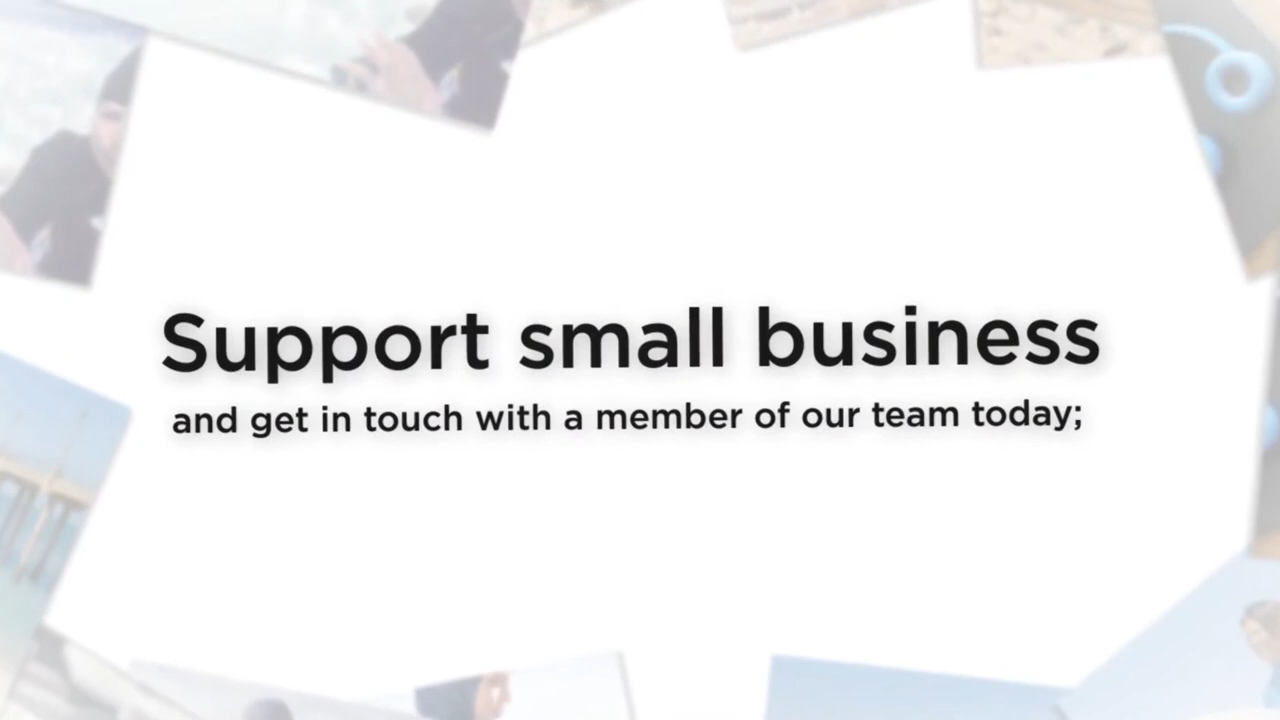 Support small business
and get in touch with a member of our team today;